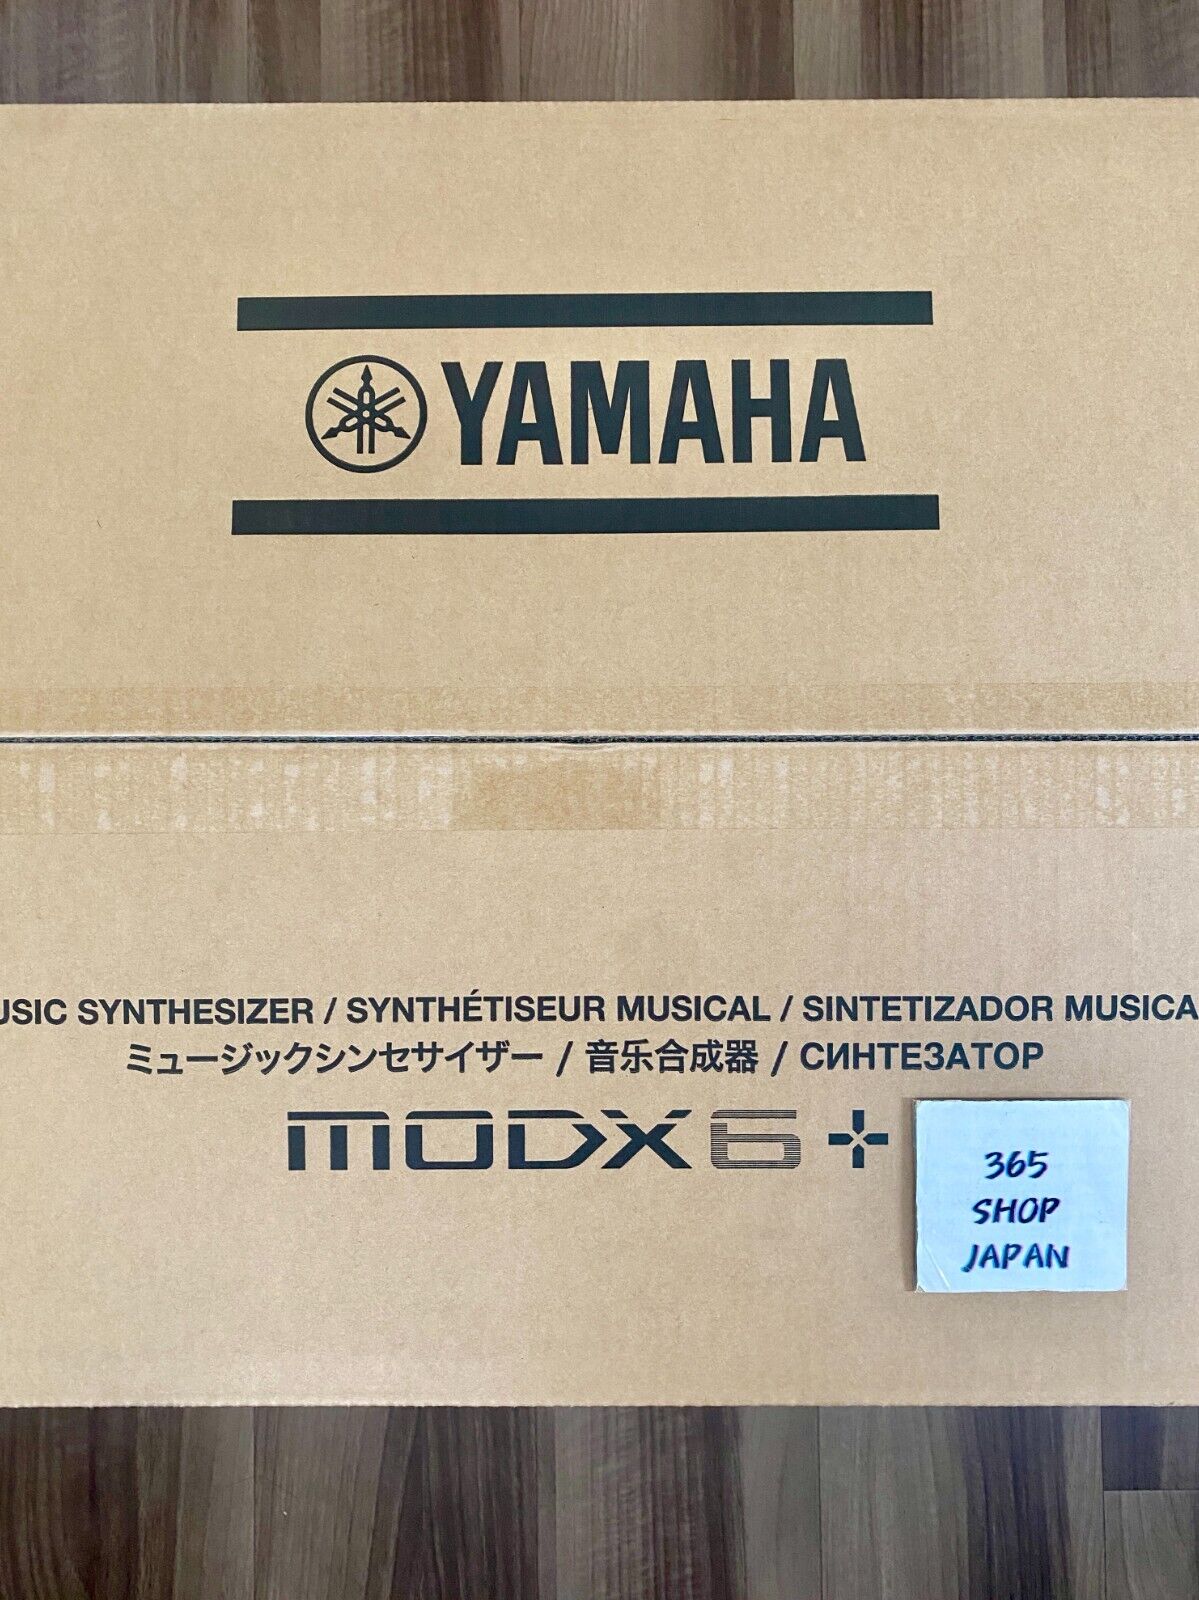 YAMAHA
USIC SYNTHESIZER / SYNTHÉTISEUR MUSICAL / SINTETIZADOR MUSICA
ミュージックシンセサイザー / 音乐合成器 / СИНТЕЗАТОР
MODX6+
365
SHOP
JAPAN